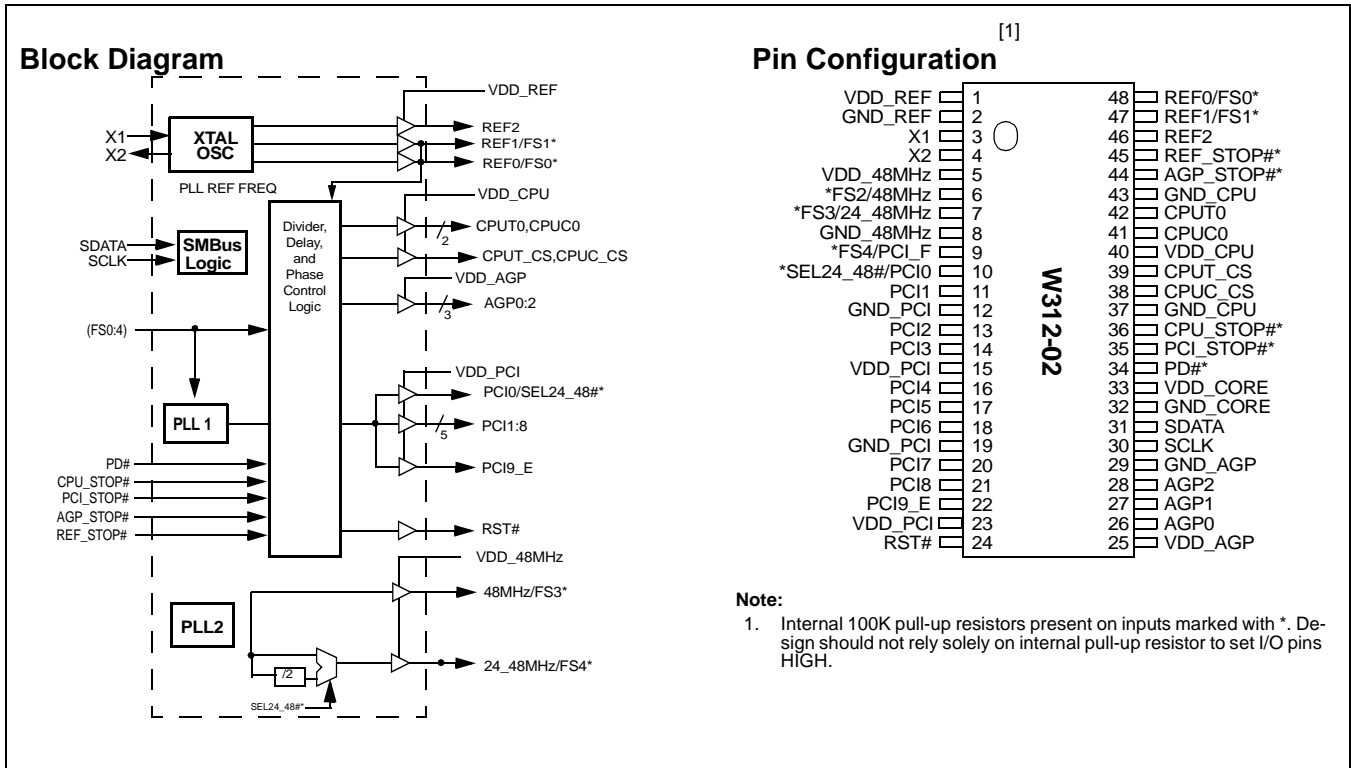 Block Diagram
VDD_REF
X1
X2
XTAL
OSC
REF2
REF1/FS1*
REF0/FS0*
PLL REF FREQ
VDD_CPU
Divider,
Delay,
and
Phase
Control
Logic
CPUT0,CPUC0
2
SDATA
SCLK
SMBus
Logic
CPUT_CS,CPUC_CS
VDD_AGP
AGP0:2
3
(FS0:4)
VDD_PCI
PCI0/SEL24_48#*
PLL 1
PCI1:8
5
PCI9_E
PD#
CPU_STOP#
PCI_STOP#
AGP_STOP#
REF_STOP#
RST#
VDD_48MHz
48MHz/FS3*
PLL2
24_48MHz/FS4*
/2
SEL24_48#*
[1]
Pin Configuration
VDD_REF 1 48 REF0/FS0*
GND_REF 2 47 REF1/FS1*
X1 3 46 REF2
X2 4 45 REF_STOP#*
VDD_48MHz 5 44 AGP_STOP#*
*FS2/48MHz 6 43 GND_CPU
*FS3/24_48MHz 7 42 CPUT0
GND_48MHz 8 41 CPUC0
*FS4/PCI_F 9 40 VDD_CPU
*SEL24_48#/PCI0 10 39 CPUT_CS
PCI1 11 38 CPUC_CS
GND_PCI 12 37 GND_CPU
PCI2 13 36 CPU_STOP#*
PCI3 14 35 PCI_STOP#*
VDD_PCI 15 34 PD#*
PCI4 16 33 VDD_CORE
PCI5 17 32 GND_CORE
PCI6 18 31 SDATA
GND_PCI 19 30 SCLK
PCI7 20 29 GND_AGP
PCI8 21 28 AGP2
PCI9_E 22 27 AGP1
VDD_PCI 23 26 AGP0
RST# 24 25 VDD_AGP
W312-02
Note:
1. Internal 100K pull-up resistors present on inputs marked with *. De-
sign should not rely solely on internal pull-up resistor to set I/O pins
HIGH.